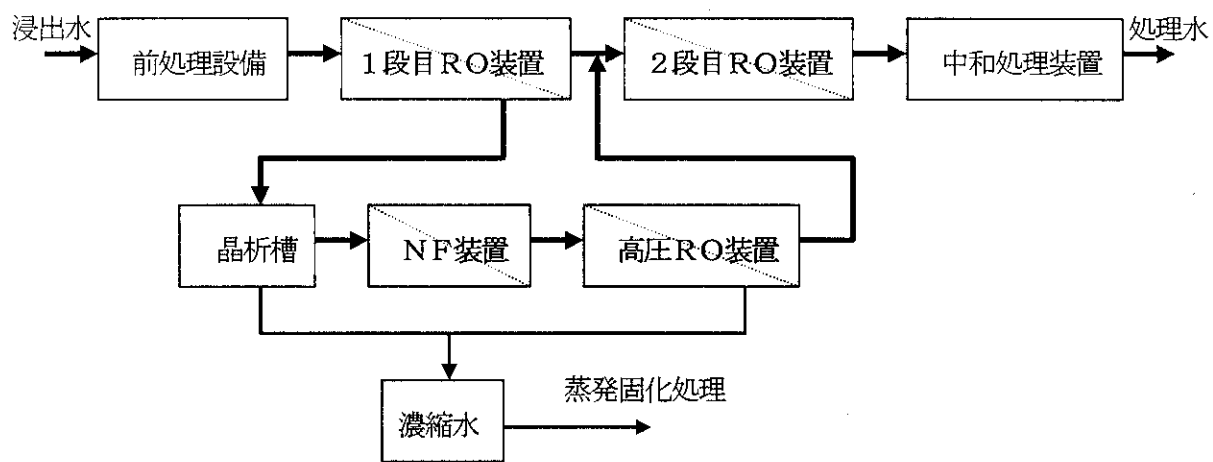 浸出水
前処理設備
1段目RO装置
2段目RO装置
中和処理装置
処理水
晶析槽
NF装置
高圧RO装置
濃縮水
蒸発固化処理